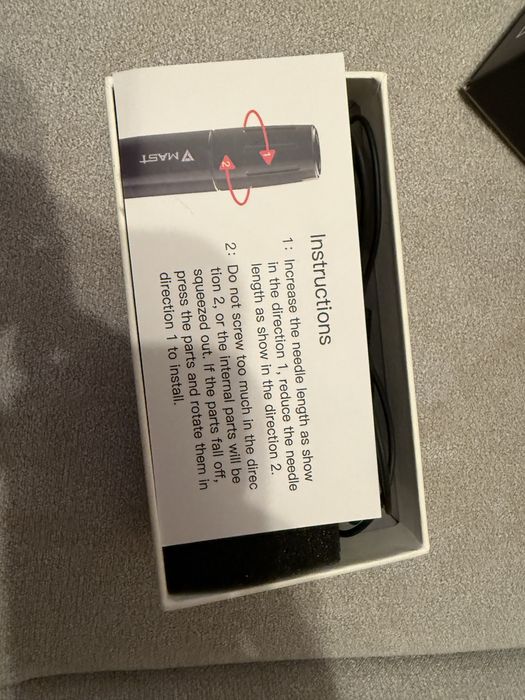 MAST
1
2
Instructions
1: Increase the needle length as show
in the direction 1, reduce the needle
length as show in the direction 2.
2: Do not screw too much in the direc
tion 2, or the internal parts will be
squeezed out. If the parts fall off,
press the parts and rotate them in
direction 1 to install.